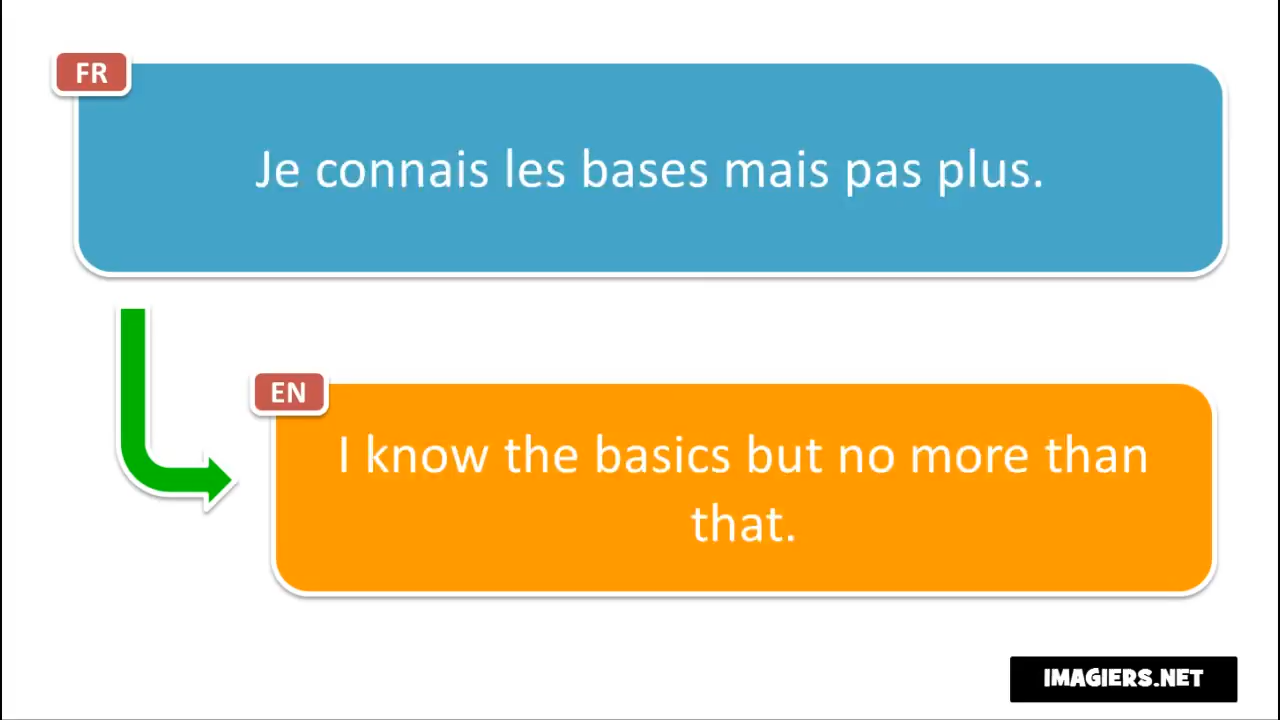 FR
Je connais les bases mais pas plus.
EN
I know the basics but no more than
that.
IMAGIERS.NET